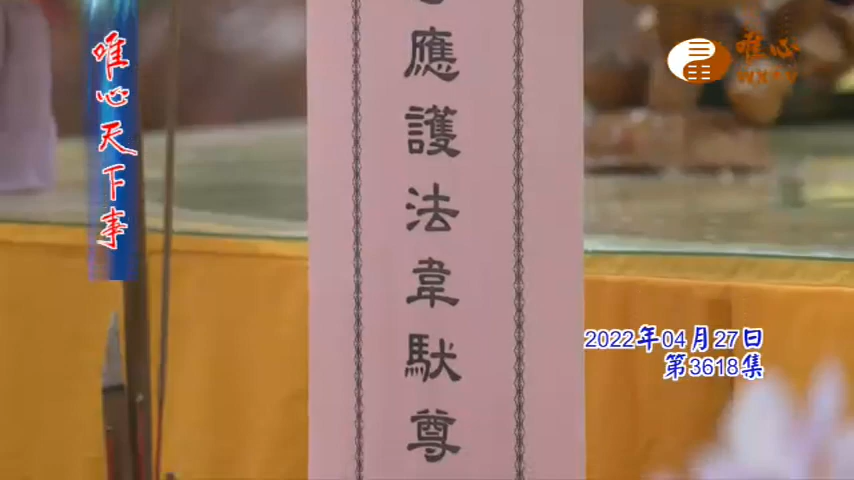 唯心天下事
應護法韋馱尊
唯心
WXTV
2022年04月27日
第3618集